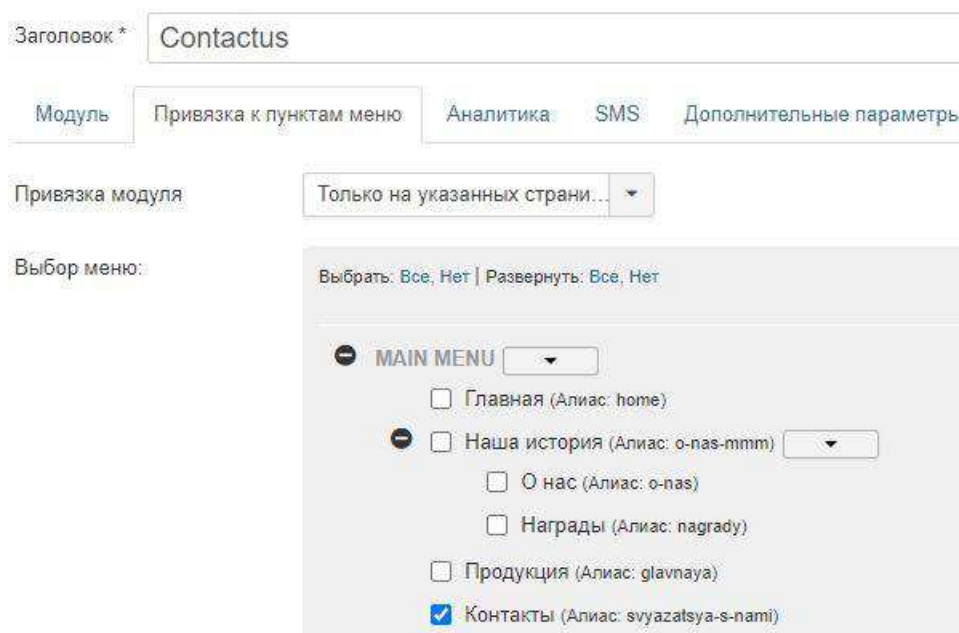 Заголовок * Contactus
Модуль Привязка к пунктам меню Аналитика SMS Дополнительные параметры
Привязка модуля Только на указанных страни...
Выбор меню: Выбрать: Все, Нет | Развернуть: Все, Нет
MAIN MENU
Главная (Алиас: home)
Наша история (Алиас: o-nas-mmm)
О нас (Алиас: o-nas)
Награды (Алиас: nagrady)
Продукция (Алиас: glavnaya)
Контакты (Алиас: svyazatsya-s-nami)